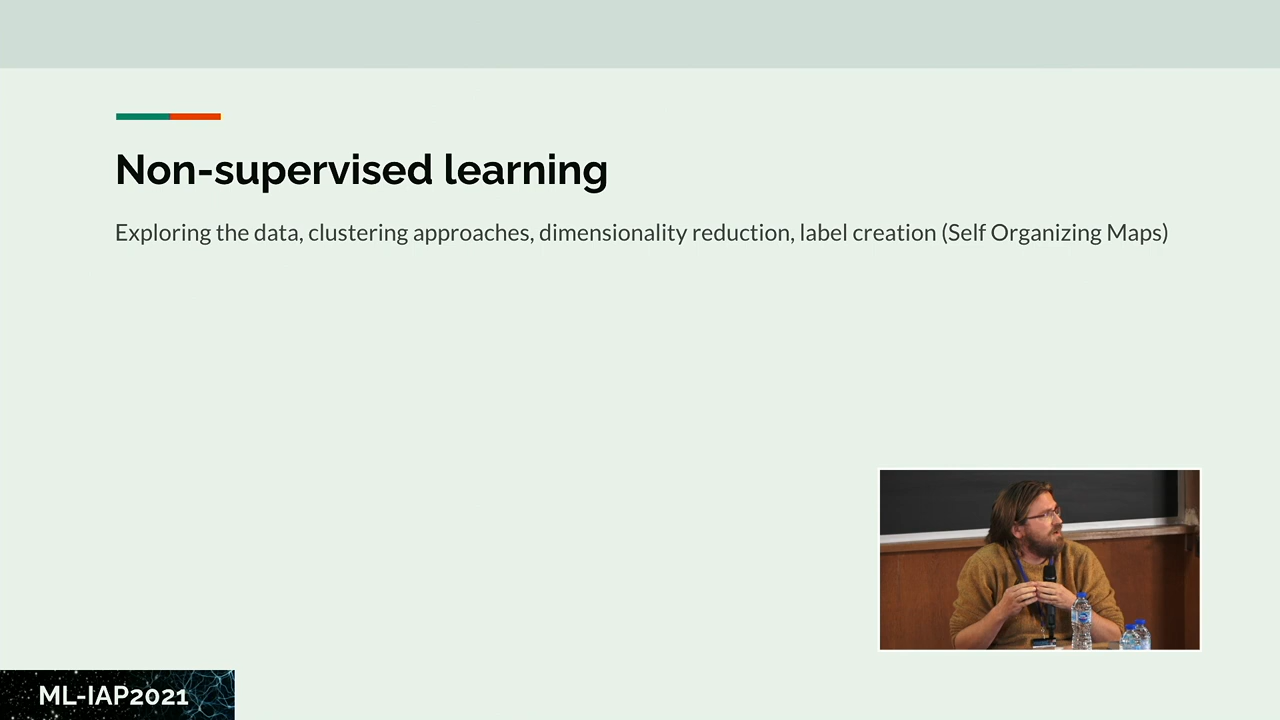 Non-supervised learning
Exploring the data, clustering approaches, dimensionality reduction, label creation (Self Organizing Maps)
ML-IAP2021